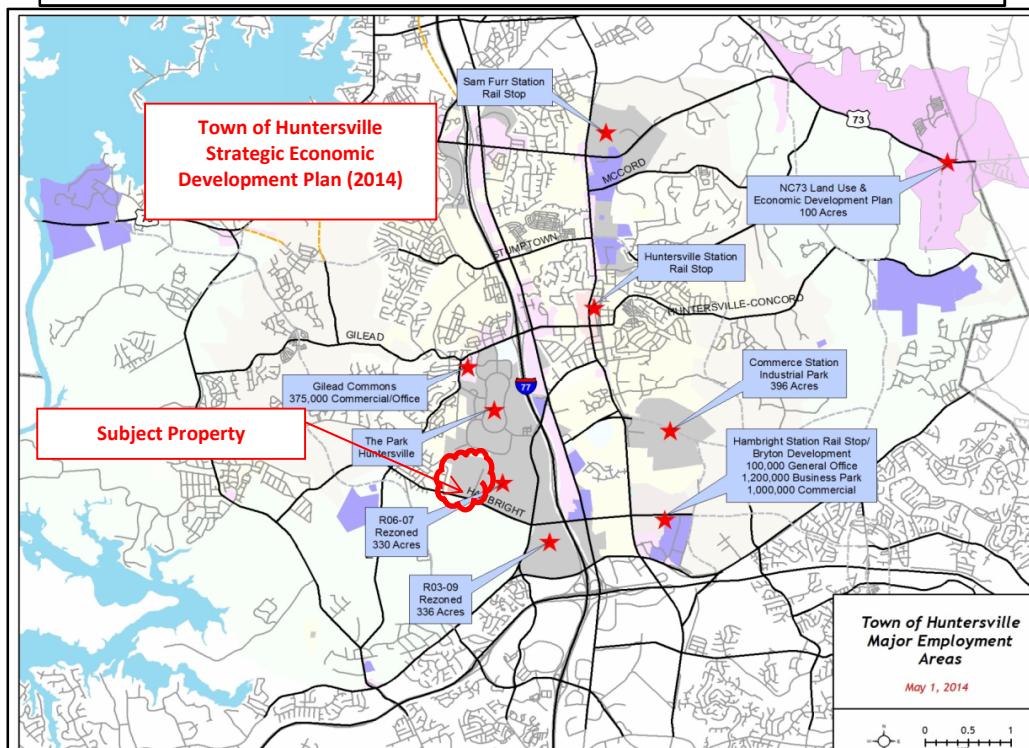 Town of Huntersville
Strategic Economic
Development Plan (2014)
Sam Furr Station
Rail Stop
73
MCCORD
73
NC73 Land Use &
Economic Development Plan
100 Acres
STUMPTOWN
Huntersville Station
Rail Stop
HUNTERSVILLE-CONCORD
GILEAD
Gilead Commons
375,000 Commercial/Office
77
Commerce Station
Industrial Park
396 Acres
Subject Property
The Park
Huntersville
Hambright Station Rail Stop/
Bryton Development
100,000 General Office
1,200,000 Business Park
1,000,000 Commercial
HAMBRIGHT
R06-07
Rezoned
330 Acres
R03-09
Rezoned
336 Acres
Town of Huntersville
Major Employment
Areas
May 1, 2014
N
0 0.5 1